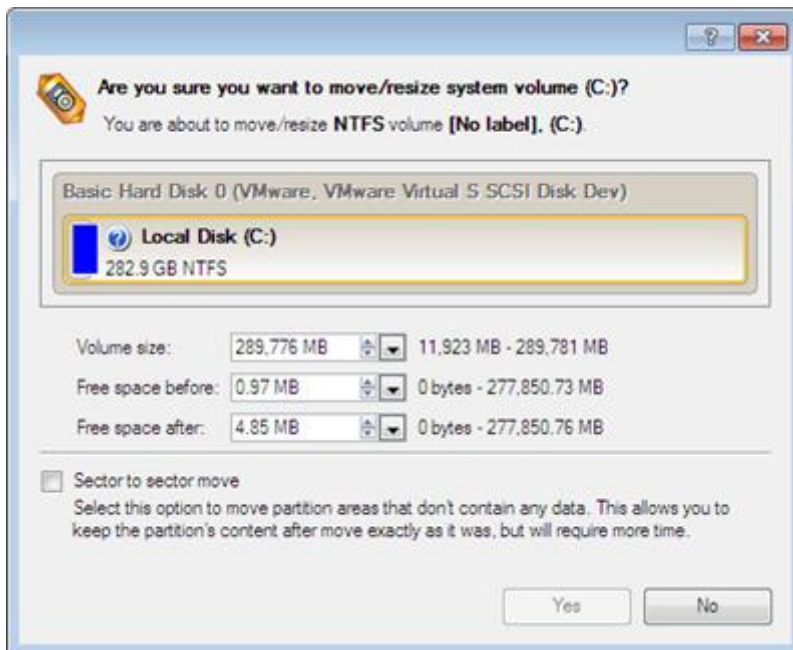 Are you sure you want to move/resize system volume (C:)?
You are about to move/resize NTFS volume [No label], (C:).
Basic Hard Disk 0 (VMware, VMware Virtual S SCSI Disk Dev)
Local Disk (C:)
282.9 GB NTFS
Volume size: 289,776 MB 11,923 MB - 289,781 MB
Free space before: 0.97 MB 0 bytes - 277,850.73 MB
Free space after: 4.85 MB 0 bytes - 277,850.76 MB
Sector to sector move
Select this option to move partition areas that don't contain any data. This allows you to
keep the partition's content after move exactly as it was, but will require more time.
Yes No